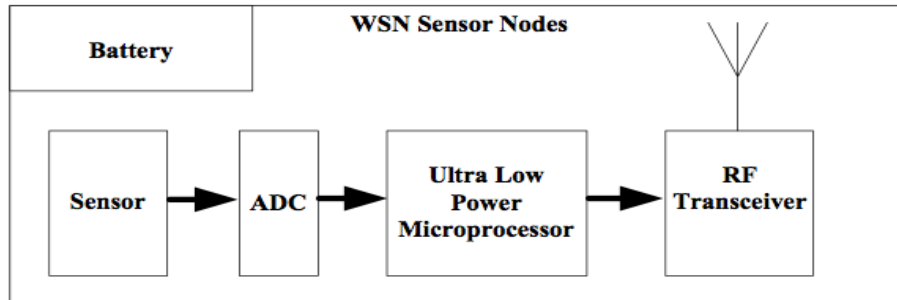 WSN Sensor Nodes
Battery
Sensor
ADC
Ultra Low
Power
Microprocessor
RF
Transceiver